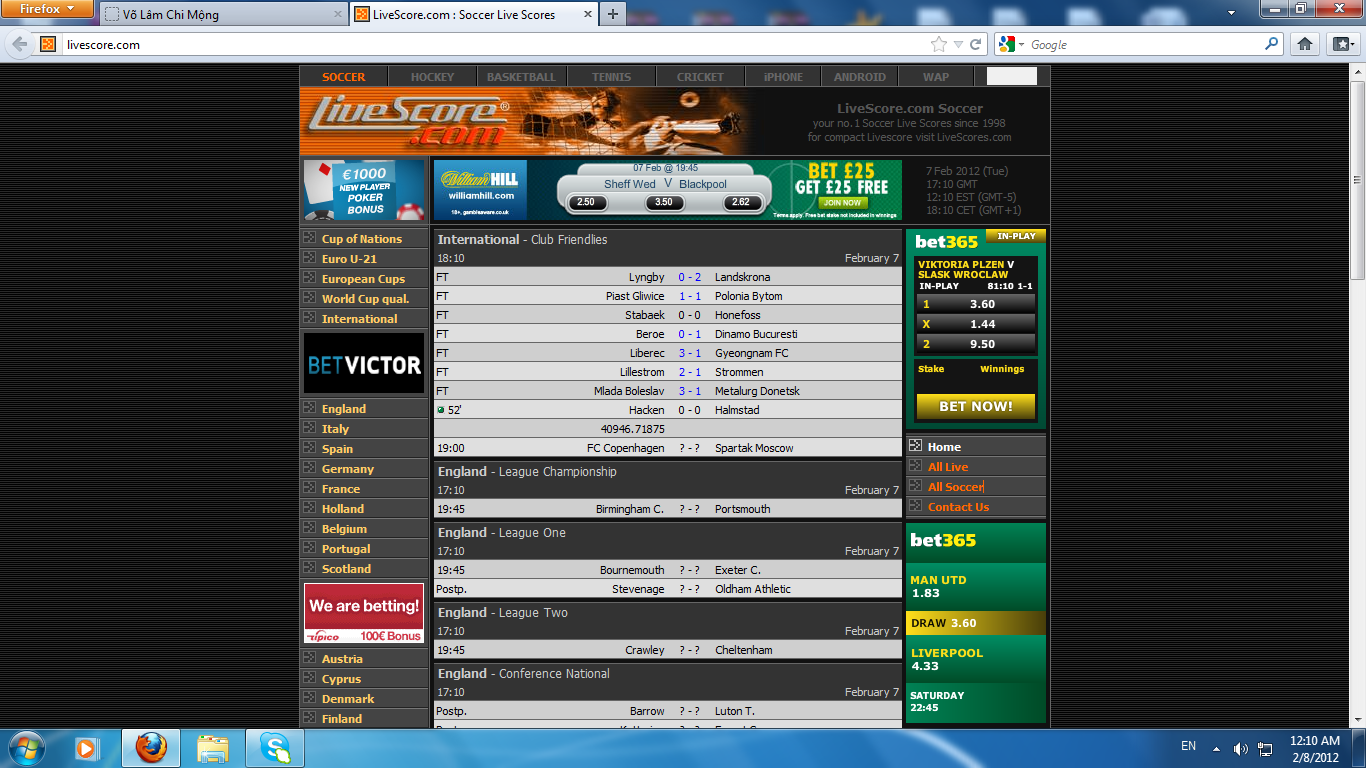 Firefox
Võ Lâm Chi Mộng
LiveScore.com : Soccer Live Scores
livescore.com
Google
SOCCER HOCKEY BASKETBALL TENNIS CRICKET iPHONE ANDROID WAP
LiveScore®
.com
LiveScore.com Soccer
your no.1 Soccer Live Scores since 1998
for compact Livescore visit LiveScores.com
€1000
NEW PLAYER
POKER
BONUS
William HILL
williamhill.com
18+, gambleaware.co.uk
07 Feb @ 19:45
Sheff Wed V Blackpool
2.50 3.50 2.62
BET £25
GET £25 FREE
JOIN NOW
Terms apply. Free bet stake not included in winnings
7 Feb 2012 (Tue)
17:10 GMT
12:10 EST (GMT-5)
18:10 CET (GMT+1)
Cup of Nations
Euro U-21
European Cups
World Cup qual.
International
BETVICTOR
England
Italy
Spain
Germany
France
Holland
Belgium
Portugal
Scotland
We are betting!
tipico 100€ Bonus
Austria
Cyprus
Denmark
Finland
International - Club Friendlies
18:10 February 7
FT Lyngby 0 - 2 Landskrona
FT Piast Gliwice 1 - 1 Polonia Bytom
FT Stabaek 0 - 0 Honefoss
FT Beroe 0 - 1 Dinamo Bucuresti
FT Liberec 3 - 1 Gyeongnam FC
FT Lillestrom 2 - 1 Strommen
FT Mlada Boleslav 3 - 1 Metalurg Donetsk
52' Hacken 0 - 0 Halmstad
40946.71875
19:00 FC Copenhagen ? - ? Spartak Moscow
England - League Championship
17:10 February 7
19:45 Birmingham C. ? - ? Portsmouth
England - League One
17:10 February 7
19:45 Bournemouth ? - ? Exeter C.
Postp. Stevenage ? - ? Oldham Athletic
England - League Two
17:10 February 7
19:45 Crawley ? - ? Cheltenham
England - Conference National
17:10 February 7
Postp. Barrow ? - ? Luton T.
bet365 IN-PLAY
VIKTORIA PLZEN V
SLASK WROCLAW
IN-PLAY 81:10 1-1
1 3.60
X 1.44
2 9.50
Stake Winnings
BET NOW!
Home
All Live
All Soccer
Contact Us
bet365
MAN UTD
1.83
DRAW 3.60
LIVERPOOL
4.33
SATURDAY
22:45
EN
12:10 AM
2/8/2012